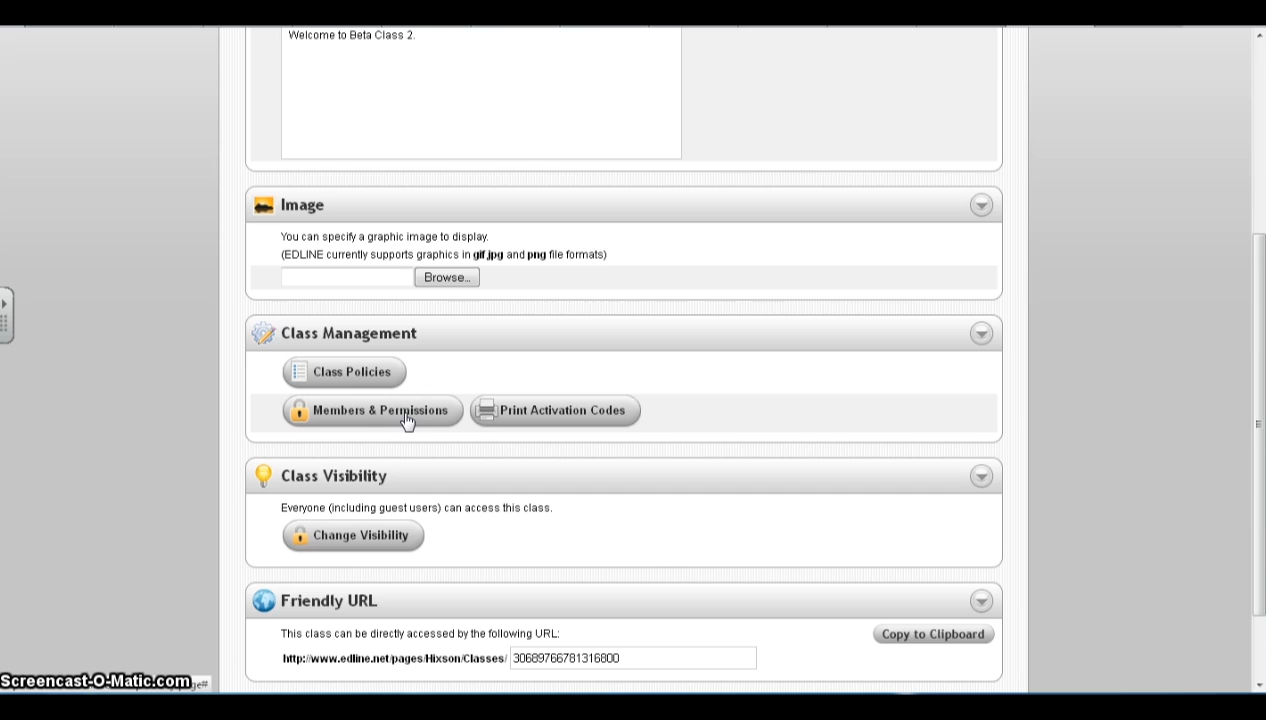 Welcome to Beta Class 2.
Image
You can specify a graphic image to display.
(EDLINE currently supports graphics in gif,jpg and png file formats)
Browse...
Class Management
Class Policies
Members & Permissions Print Activation Codes
Class Visibility
Everyone (including guest users) can access this class.
Change Visibility
Friendly URL
This class can be directly accessed by the following URL:
Copy to Clipboard
http://www.edline.net/pages/Hixson/Classes/ 30689766781316800
Screencast-O-Matic.com